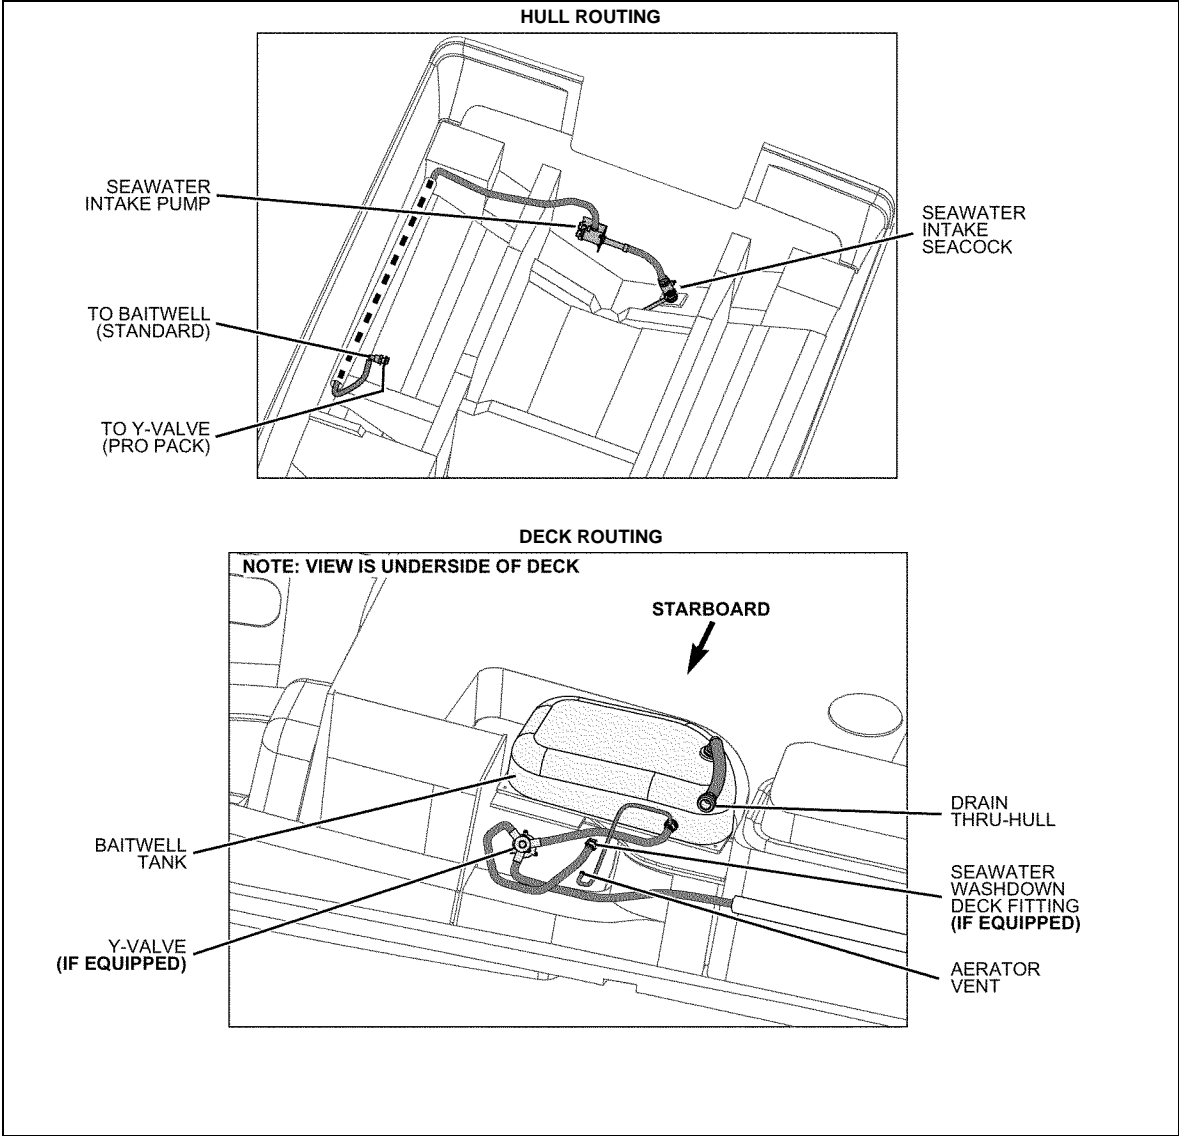 HULL ROUTING
SEAWATER
INTAKE PUMP
SEAWATER
INTAKE
SEACOCK
TO BAITWELL
(STANDARD)
TO Y-VALVE
(PRO PACK)
DECK ROUTING
NOTE: VIEW IS UNDERSIDE OF DECK
STARBOARD
DRAIN
THRU-HULL
BAITWELL
TANK
SEAWATER
WASHDOWN
DECK FITTING
(IF EQUIPPED)
Y-VALVE
(IF EQUIPPED)
AERATOR
VENT